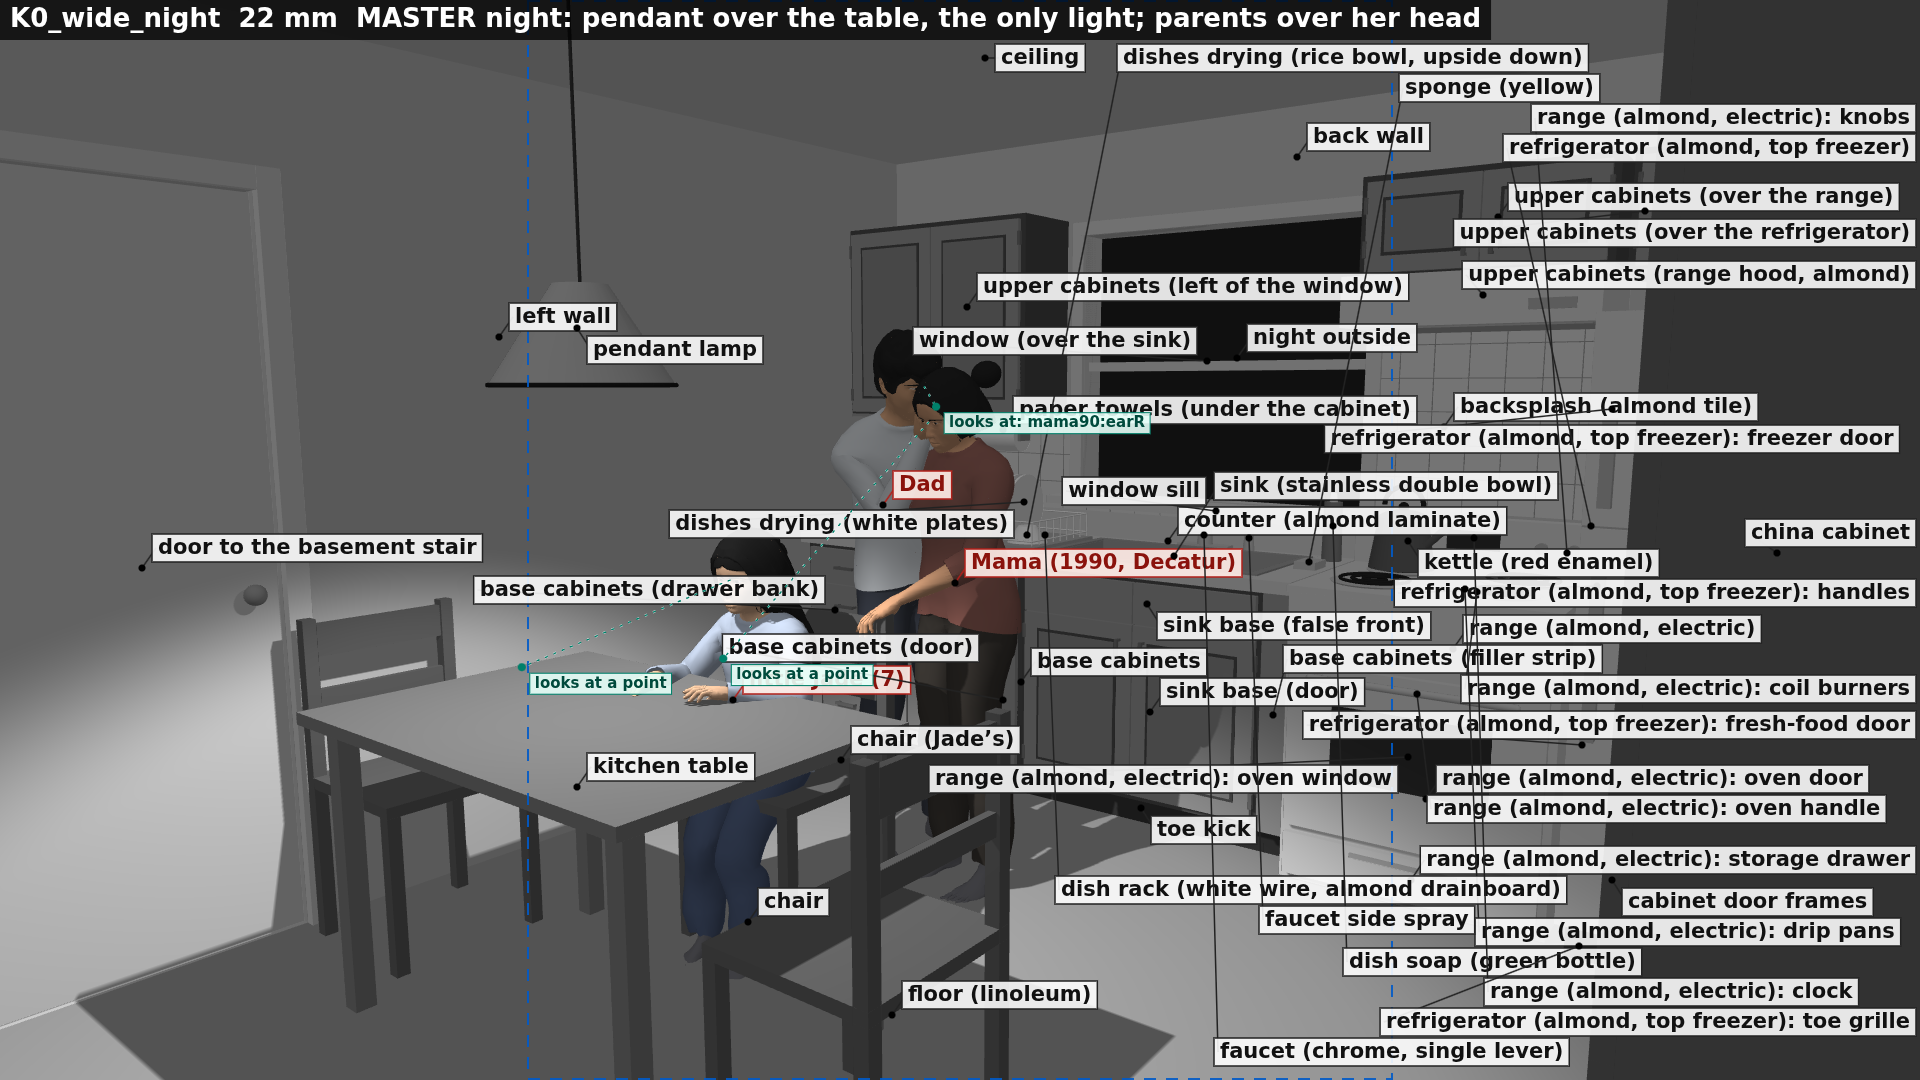 K0_wide_night 22 mm MASTER night: pendant over the table, the only light; parents over her head
ceiling
dishes drying (rice bowl, upside down)
sponge (yellow)
range (almond, electric): knobs
back wall
refrigerator (almond, top freezer)
upper cabinets (over the range)
upper cabinets (over the refrigerator)
upper cabinets (range hood, almond)
upper cabinets (left of the window)
left wall
window (over the sink)
night outside
pendant lamp
paper towels (under the cabinet)
backsplash (almond tile)
looks at: mama90:earR
refrigerator (almond, top freezer): freezer door
Dad
window sill
sink (stainless double bowl)
dishes drying (white plates)
counter (almond laminate)
china cabinet
door to the basement stair
Mama (1990, Decatur)
kettle (red enamel)
base cabinets (drawer bank)
refrigerator (almond, top freezer): handles
sink base (false front)
range (almond, electric)
base cabinets (door)
base cabinets
base cabinets (filler strip)
looks at a point
looks at a point
(7)
sink base (door)
range (almond, electric): coil burners
refrigerator (almond, top freezer): fresh-food door
chair (Jade’s)
kitchen table
range (almond, electric): oven window
range (almond, electric): oven door
range (almond, electric): oven handle
toe kick
range (almond, electric): storage drawer
dish rack (white wire, almond drainboard)
chair
cabinet door frames
faucet side spray
range (almond, electric): drip pans
dish soap (green bottle)
floor (linoleum)
range (almond, electric): clock
refrigerator (almond, top freezer): toe grille
faucet (chrome, single lever)